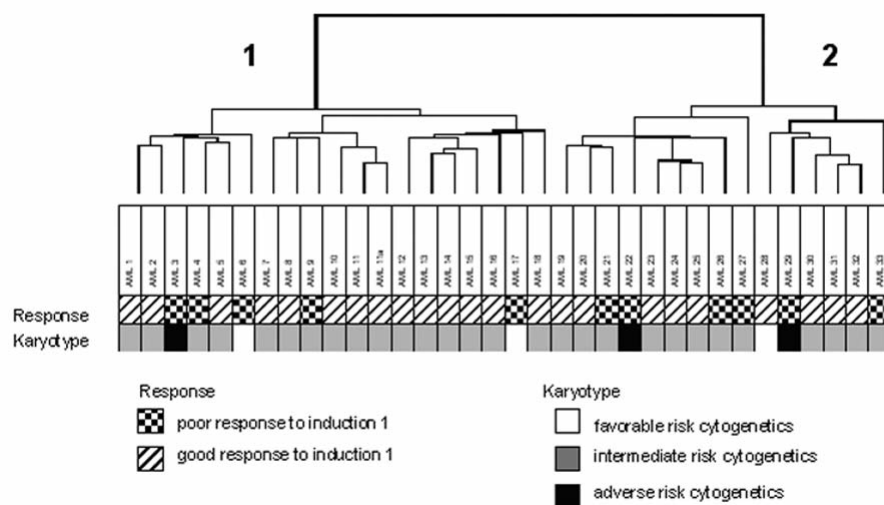 1 2
AML 1 AML 2 AML 3 AML 4 AML 5 AML 6 AML 7 AML 8 AML 9 AML 10 AML 11 AML 11a AML 12 AML 13 AML 14 AML 15 AML 16 AML 17 AML 18 AML 19 AML 20 AML 21 AML 22 AML 23 AML 24 AML 25 AML 26 AML 27 AML 28 AML 29 AML 30 AML 31 AML 32 AML 33
Response
Karyotype
Response Karyotype
poor response to induction 1 favorable risk cytogenetics
good response to induction 1 intermediate risk cytogenetics
adverse risk cytogenetics